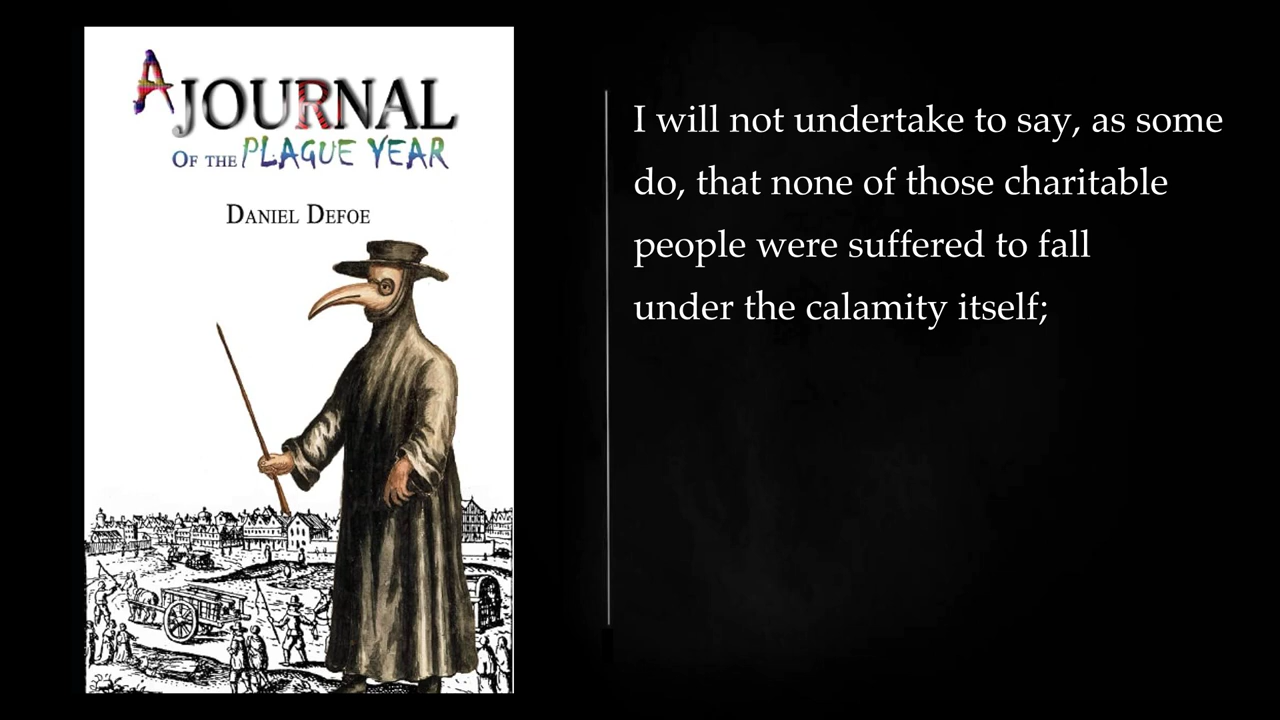 A JOURNAL
OF THE PLAGUE YEAR
DANIEL DEFOE
I will not undertake to say, as some
do, that none of those charitable
people were suffered to fall
under the calamity itself;